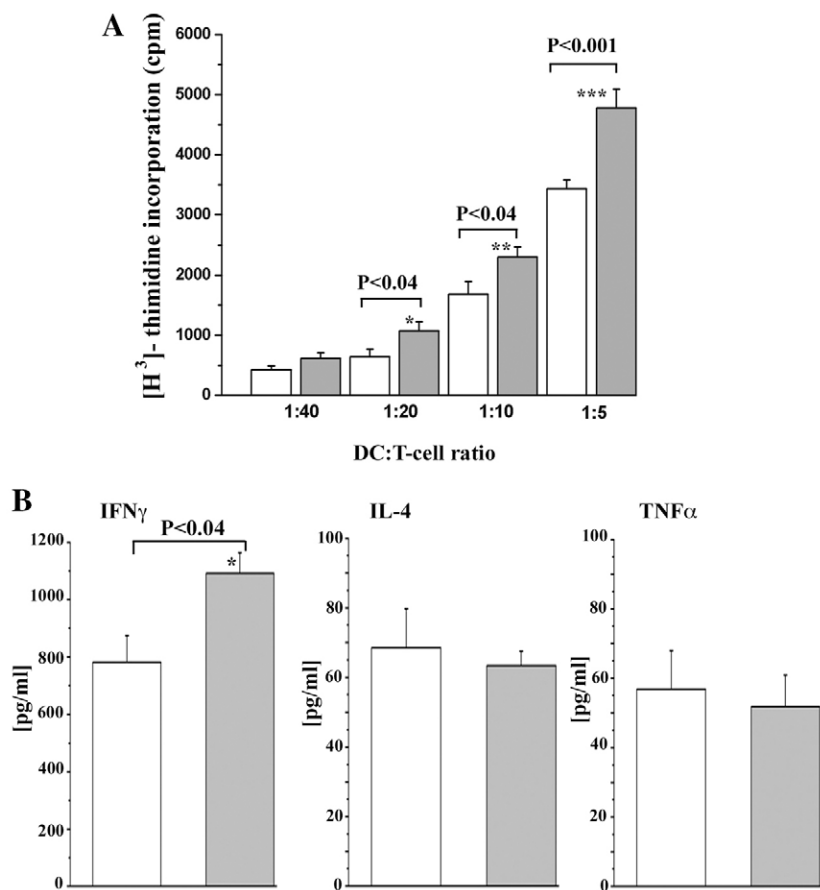 A
[H³]- thimidine incorporation (cpm)
6000
5000
4000
3000
2000
1000
0
P<0.04
*
P<0.04
**
P<0.001
***
1:40 1:20 1:10 1:5
DC:T-cell ratio
B
IFNγ
P<0.04
*
[pg/ml]
1200
1000
800
600
400
200
0
IL-4
[pg/ml]
100
80
60
40
20
0
TNFα
[pg/ml]
100
80
60
40
20
0